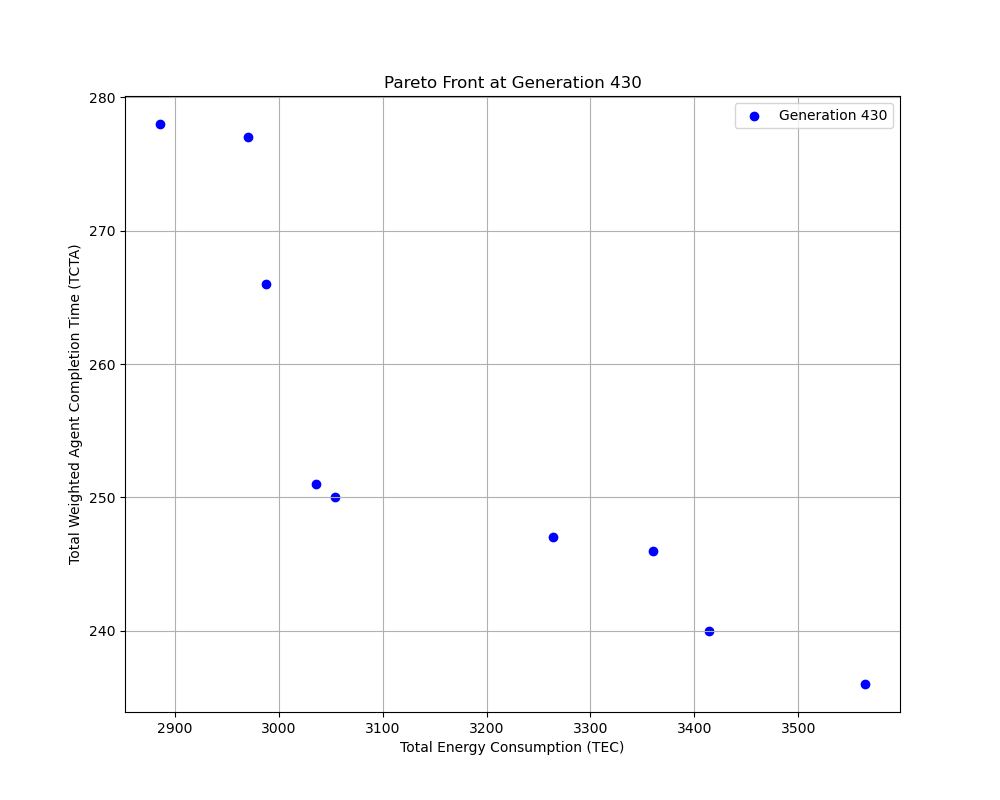 Pareto Front at Generation 430
Generation 430
Total Weighted Agent Completion Time (TCTA)
280
270
260
250
240
2900 3000 3100 3200 3300 3400 3500
Total Energy Consumption (TEC)